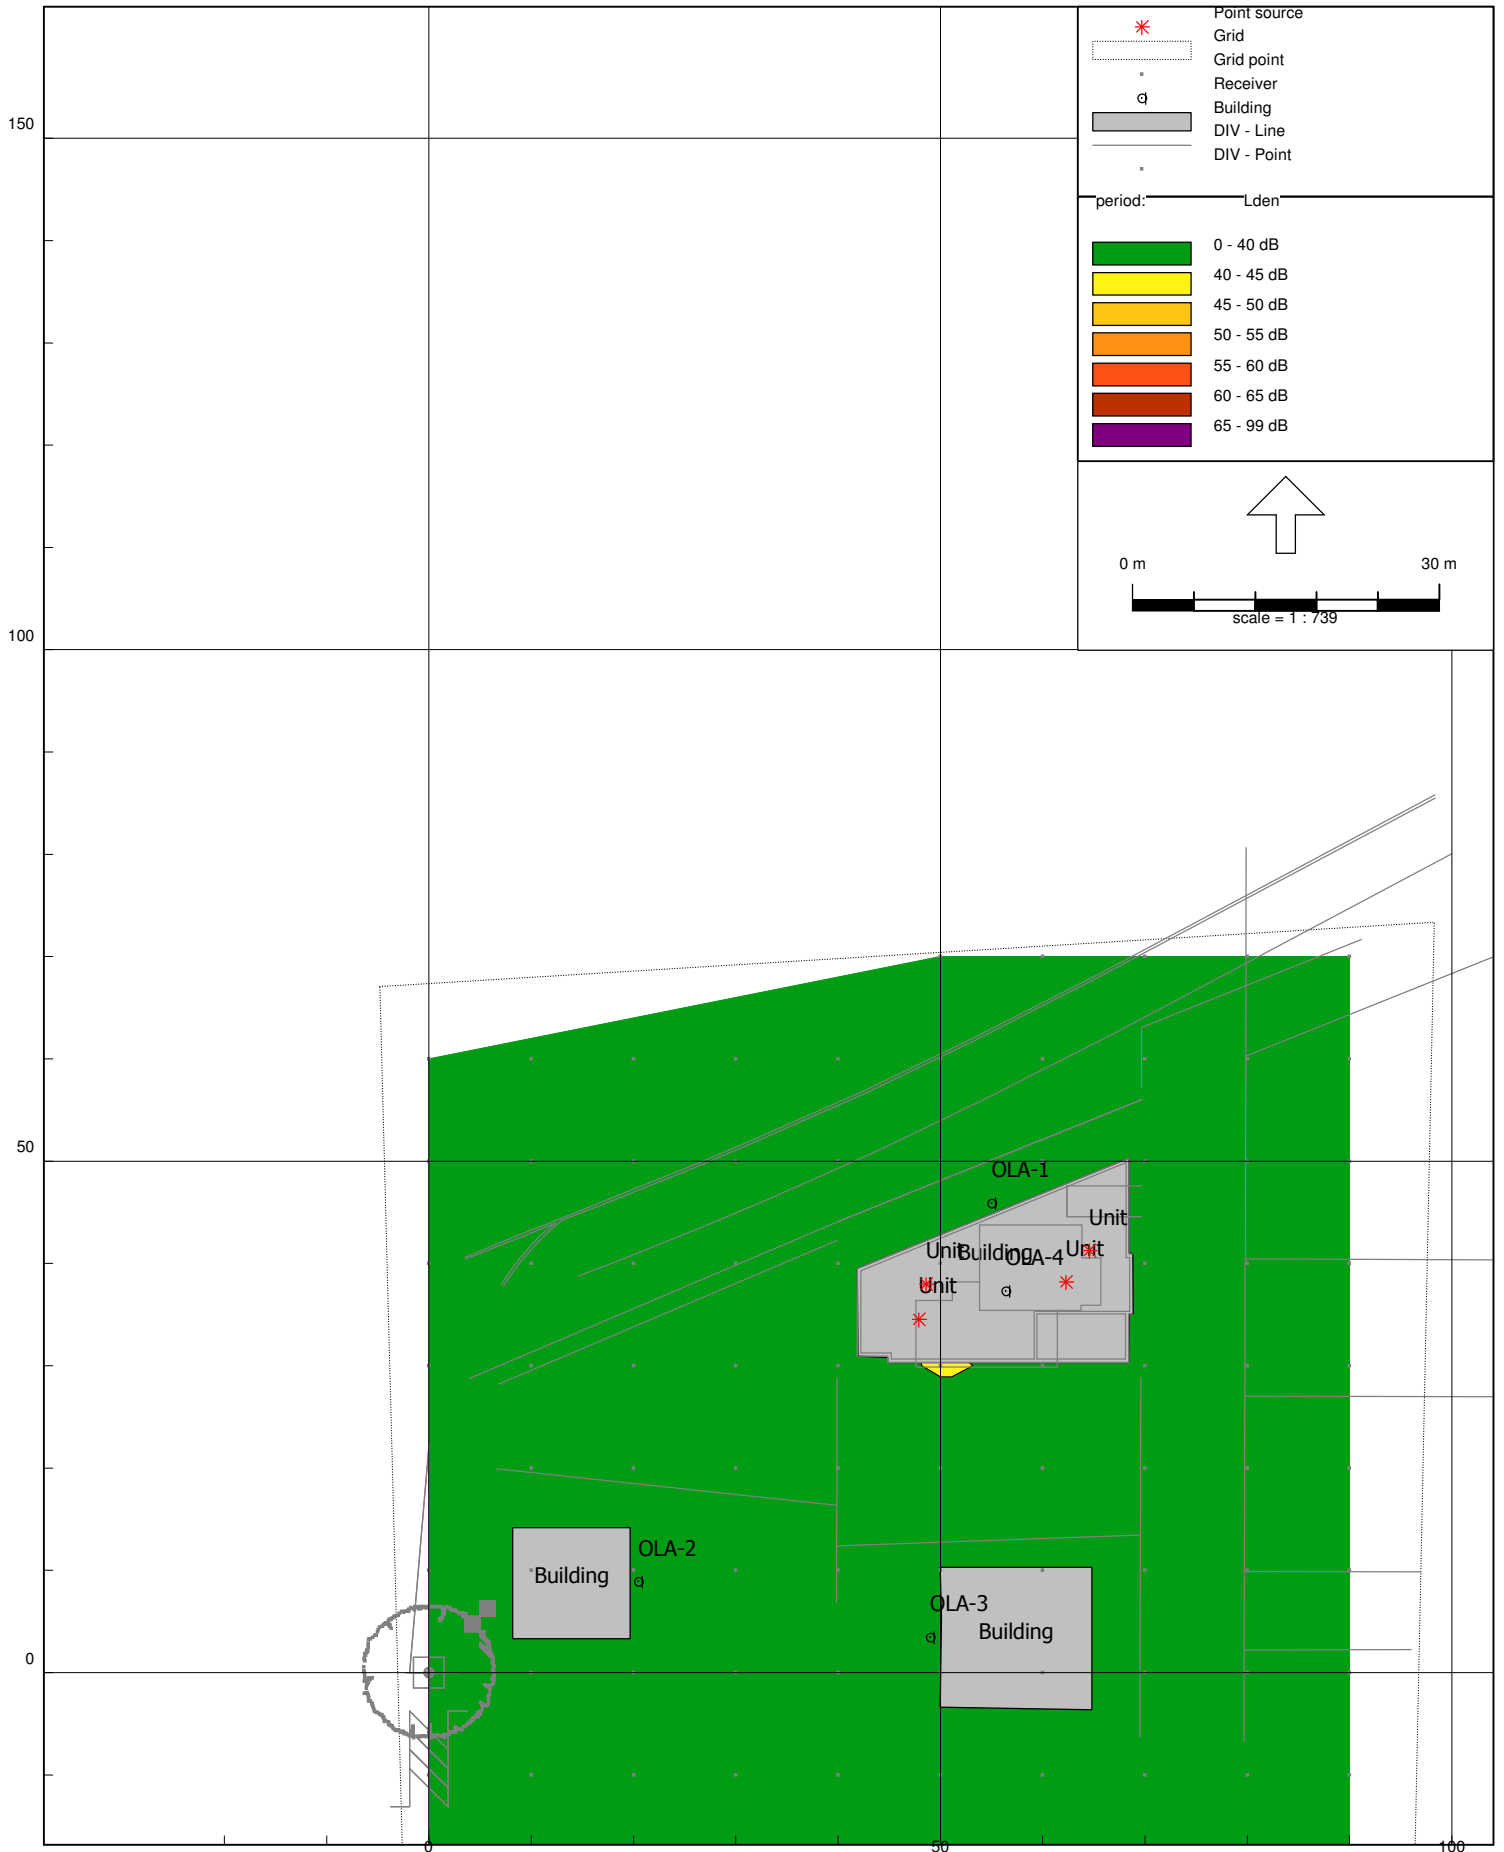 Point source
Grid
Grid point
Receiver
Building
DIV - Line
DIV - Point
period: Lden
0 - 40 dB
40 - 45 dB
45 - 50 dB
50 - 55 dB
55 - 60 dB
60 - 65 dB
65 - 99 dB
0 m 30 m
scale = 1 : 739
150
100
50
0
OLA-1
Unit
Unit
Building
OLA-4
Unit
Unit
OLA-2
Building
OLA-3
Building
0 50 100